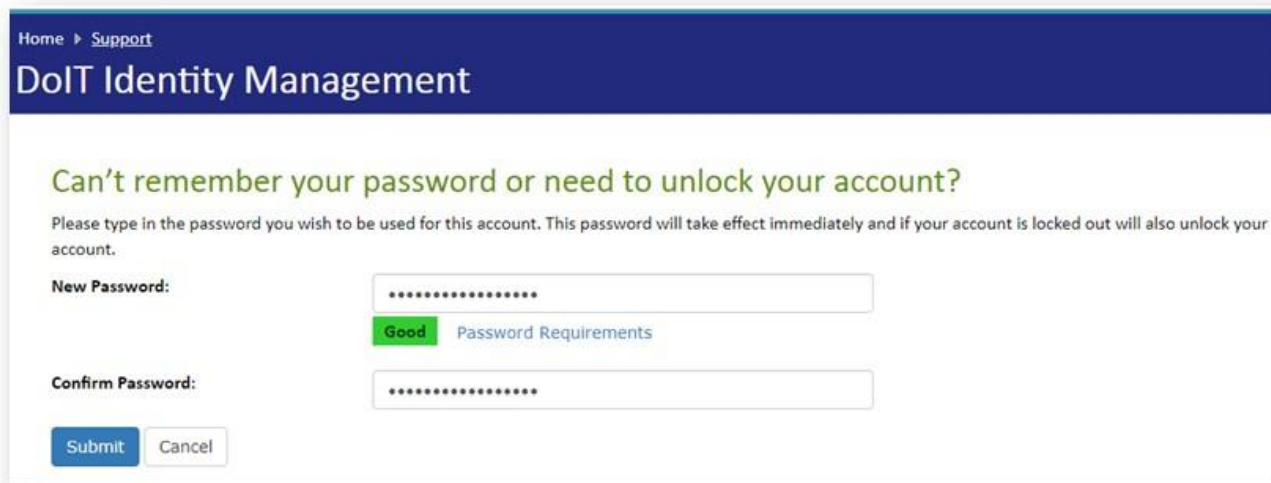 Home Support
DoIT Identity Management
Can't remember your password or need to unlock your account?
Please type in the password you wish to be used for this account. This password will take effect immediately and if your account is locked out will also unlock your
account.
New Password:
•••••••••••••••••
Good Password Requirements
Confirm Password:
•••••••••••••••••
Submit Cancel